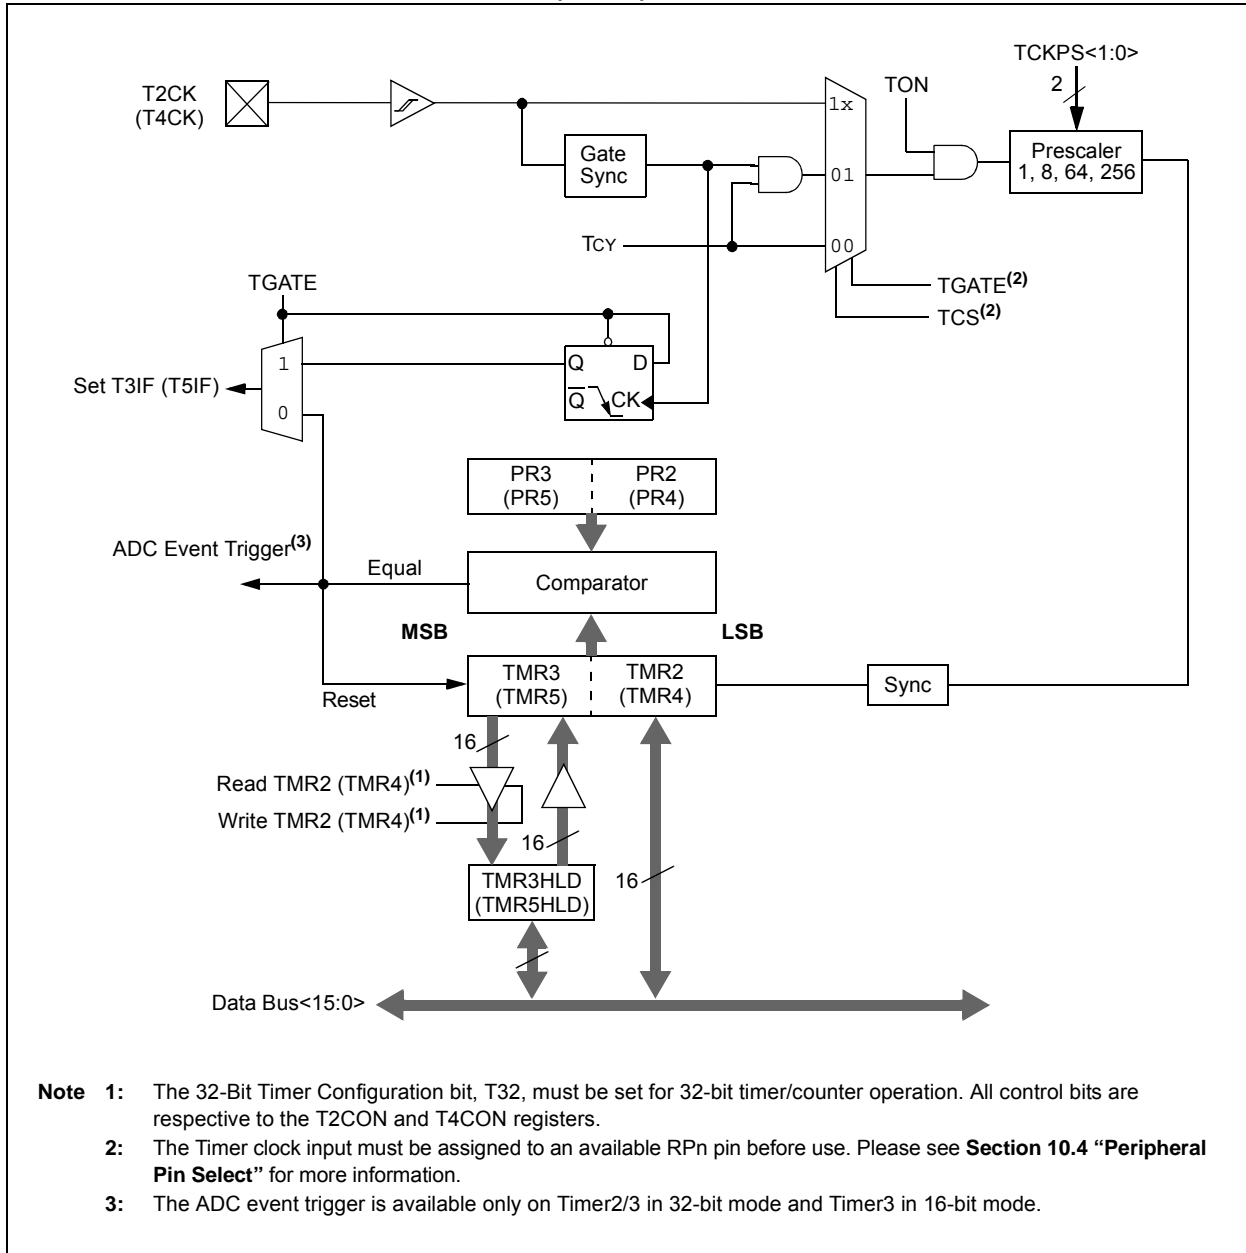 TCKPS<1:0>
2
TON
T2CK
(T4CK)
1x
Gate
Sync
Prescaler
1, 8, 64, 256
01
TCY
00
TGATE(2)
TCS(2)
TGATE
1
Q D
Set T3IF (T5IF)
Q CK
0
PR3 PR2
(PR5) (PR4)
ADC Event Trigger(3)
Equal
Comparator
MSB LSB
TMR3 TMR2
(TMR5) (TMR4)
Sync
Reset
16
Read TMR2 (TMR4)(1)
Write TMR2 (TMR4)(1)
16
TMR3HLD
(TMR5HLD)
16
Data Bus<15:0>
Note 1: The 32-Bit Timer Configuration bit, T32, must be set for 32-bit timer/counter operation. All control bits are
respective to the T2CON and T4CON registers.
2: The Timer clock input must be assigned to an available RPn pin before use. Please see Section 10.4 “Peripheral
Pin Select” for more information.
3: The ADC event trigger is available only on Timer2/3 in 32-bit mode and Timer3 in 16-bit mode.